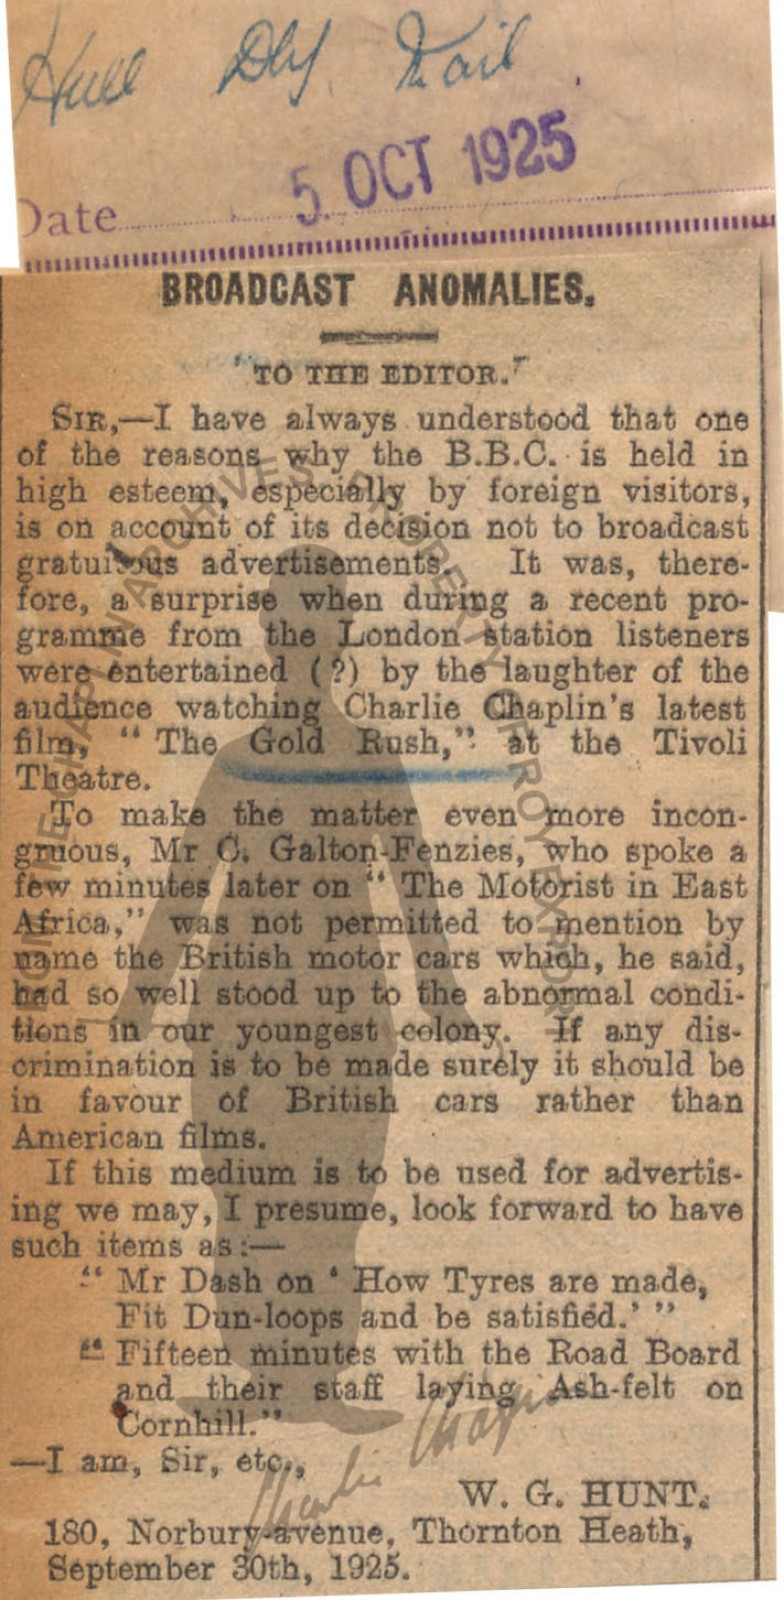 Hull Dly Mail
5 OCT 1925
Date
BROADCAST ANOMALIES.
"TO THE EDITOR."
SIR,—I have always understood that one
of the reasons why the B.B.C. is held in
high esteem, especially by foreign visitors,
is on account of its decision not to broadcast
gratuitous advertisements. It was, there-
fore, a surprise when during a recent pro-
gramme from the London station listeners
were entertained (?) by the laughter of the
audience watching Charlie Chaplin's latest
film, "The Gold Rush," at the Tivoli
Theatre.
To make the matter even more incon-
gruous, Mr C. Galton-Fenzies, who spoke a
few minutes later on "The Motorist in East
Africa," was not permitted to mention by
name the British motor cars which, he said,
had so well stood up to the abnormal condi-
tions in our youngest colony. If any dis-
crimination is to be made surely it should be
in favour of British cars rather than
American films.
If this medium is to be used for advertis-
ing we may, I presume, look forward to have
such items as:—
"Mr Dash on 'How Tyres are made,
Fit Dun-loops and be satisfied.'"
"Fifteen minutes with the Road Board
and their staff laying Ash-felt on
Cornhill."
—I am, Sir, etc.,
W. G. HUNT.
180, Norbury-avenue, Thornton Heath,
September 30th, 1925.
Charlie Chaplin
CHAPLIN ARCHIVES PROPERTY OF ROY EXPORT